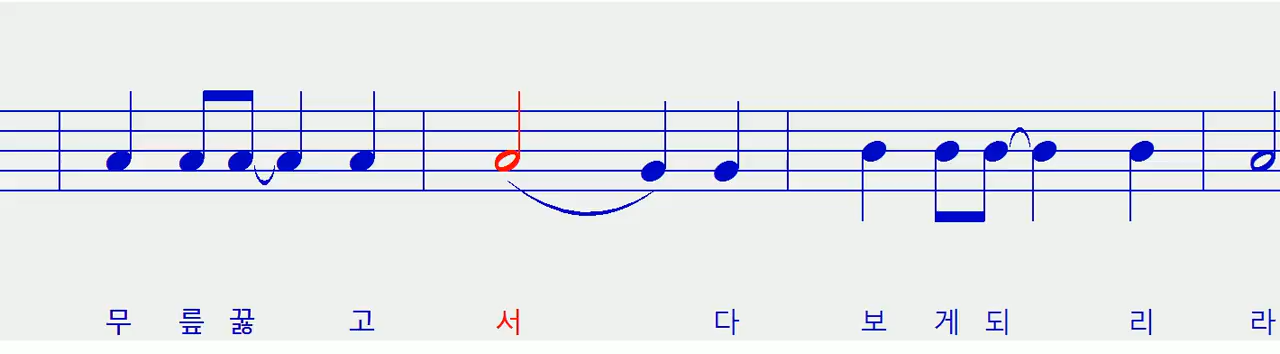 무 릎 꿇 고 서 다 보 게 되 리 라